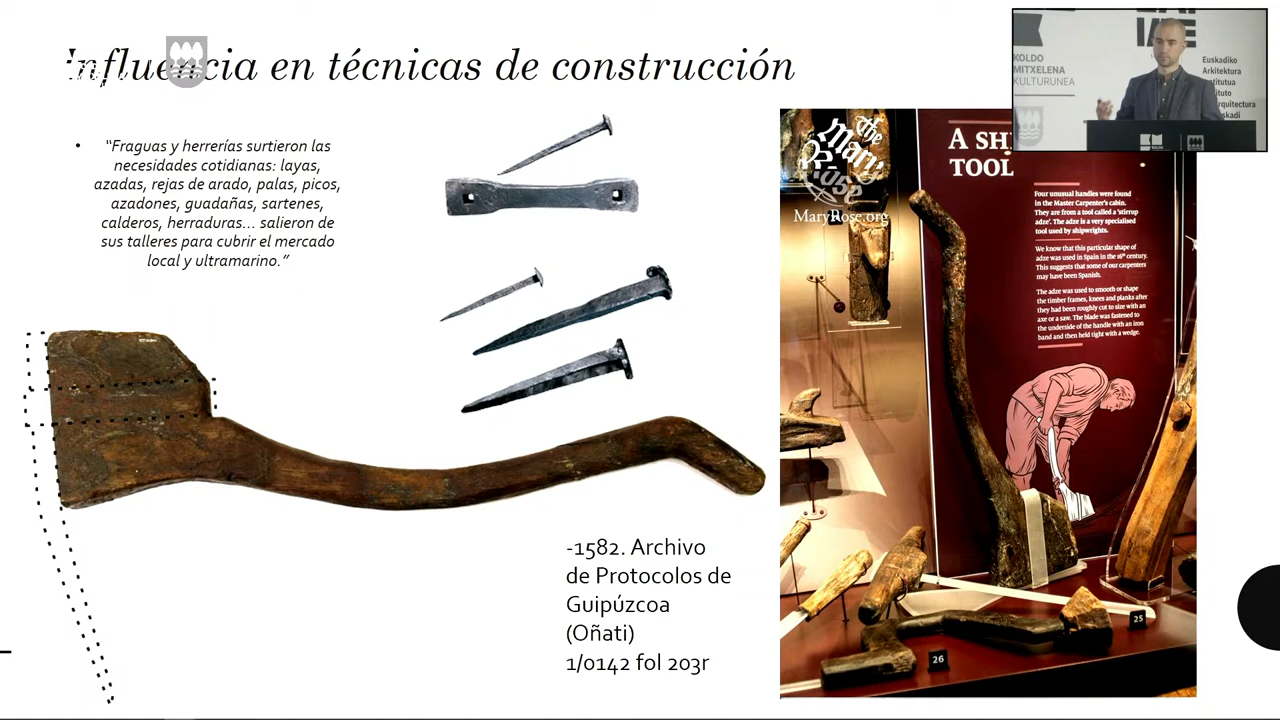 Influencia en técnicas de construcción
• “Fraguas y herrerías surtieron las
necesidades cotidianas: layas,
azadas, rejas de arado, palas, picos,
azadones, guadañas, sartenes,
calderos, herraduras… salieron de
sus talleres para cubrir el mercado
local y ultramarino.”
-1582. Archivo
de Protocolos de
Guipúzcoa
(Oñati)
1/0142 fol 203r
the
Mary
Rose
MaryRose.org
A SH
TOOL
Four unusual handles were found
in the Master Carpenter's cabin.
They are from a tool called a 'stirrup
adze'. The adze is a very specialised
tool used by shipwrights.
We know that this particular shape of
adze was used in Spain in the 16th century.
This suggests that some of our carpenters
may have been Spanish.
The adze was used to smooth or shape
the timber frames, knees and planks after
they had been roughly cut to size with an
axe or a saw. The blade was fastened to
the underside of the handle with an iron
band and then held tight with a wedge.
25
26
KOLDO
MITXELENA
KULTURUNEA
Euskadiko
Arkitektura